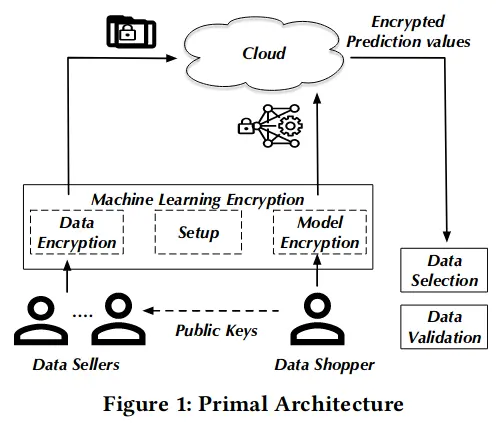 Encrypted
Prediction values
Cloud
Machine Learning Encryption
Data
Encryption
Setup
Model
Encryption
Data
Selection
Data
Validation
....
Public Keys
Data Sellers
Data Shopper
Figure 1: Primal Architecture